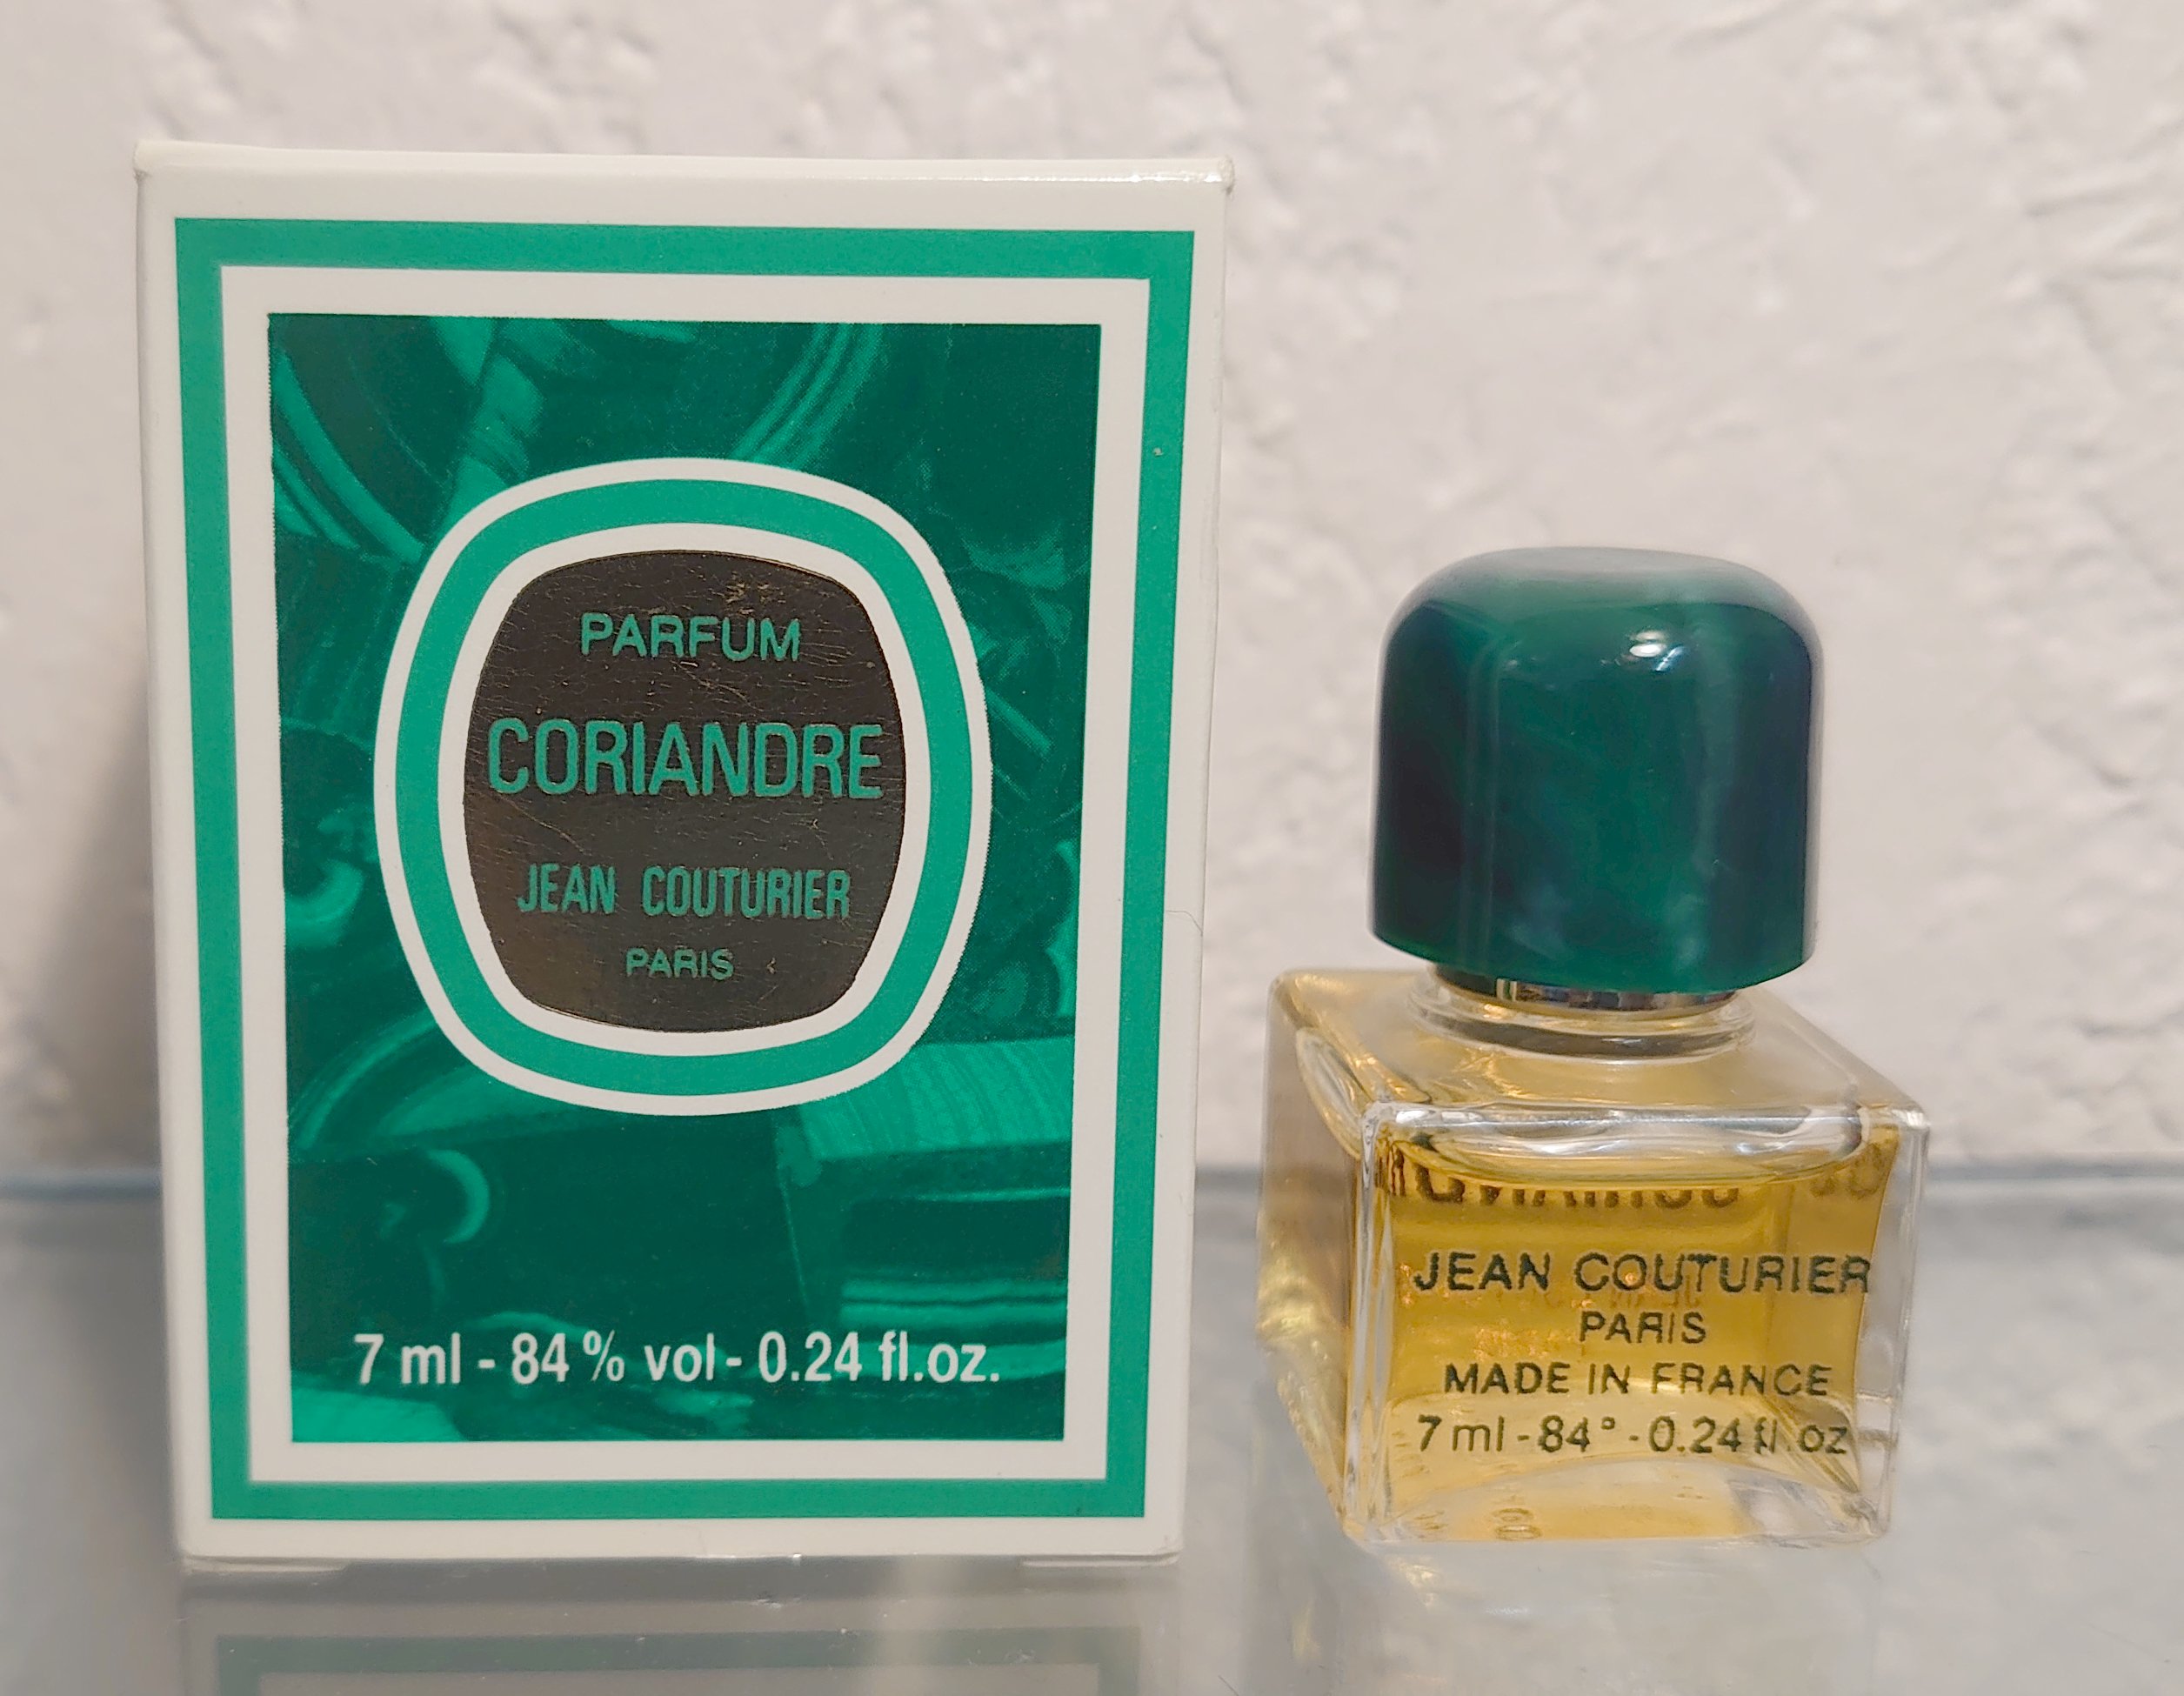 PARFUM
CORIANDRE
JEAN COUTURIER
PARIS
7 ml - 84 % vol - 0.24 fl.oz.
JEAN COUTURIER
PARIS
MADE IN FRANCE
7 ml - 84° - 0.24 fl.oz